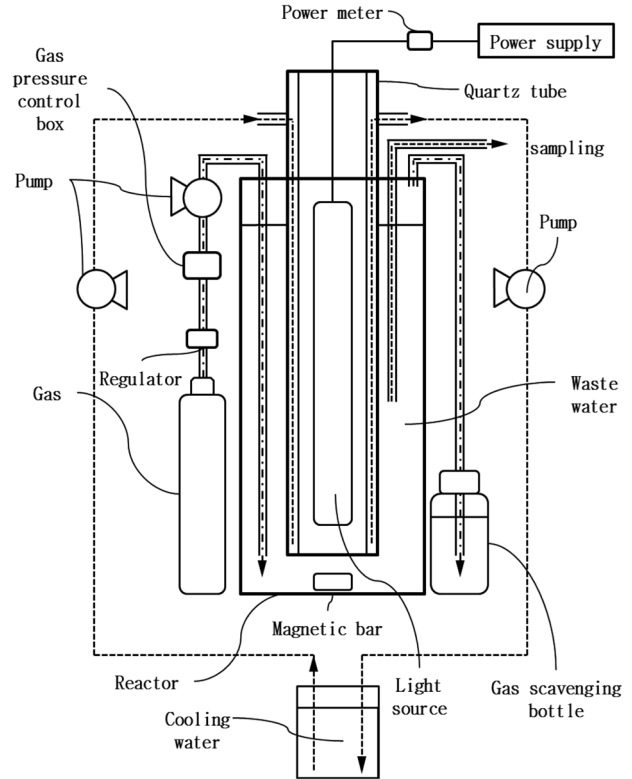 Power meter
Power supply
Gas
pressure
control
box
Quartz tube
sampling
Pump
Pump
Regulator
Gas
Waste
water
Magnetic bar
Reactor
Light
source
Gas scavenging
bottle
Cooling
water